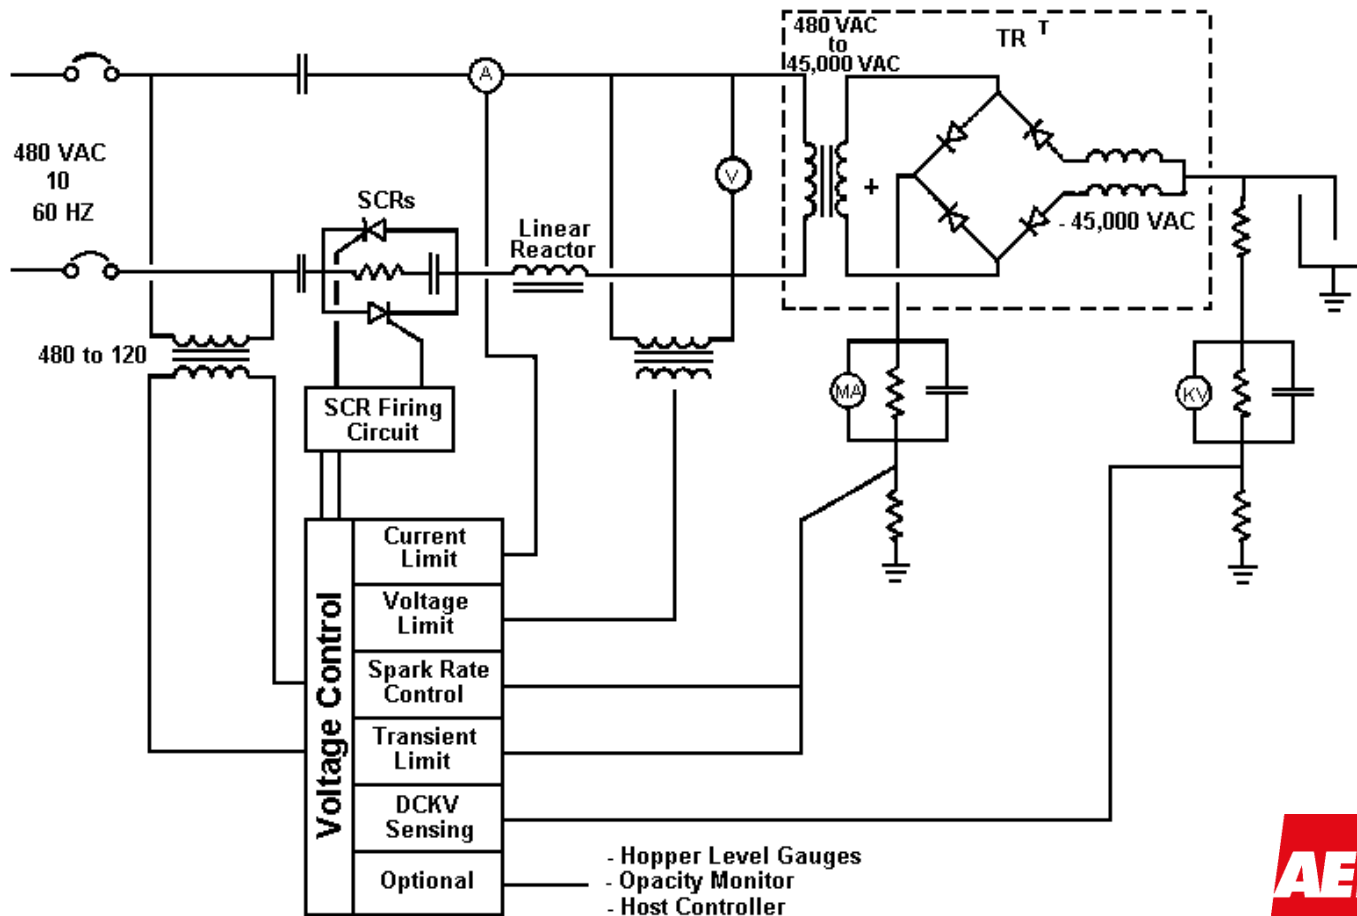 480 VAC
to
45,000 VAC
TR T
A
480 VAC
10
60 HZ
V
+
SCRs
Linear
Reactor
- 45,000 VAC
480 to 120
MA
KV
SCR Firing
Circuit
Voltage Control
Current
Limit
Voltage
Limit
Spark Rate
Control
Transient
Limit
DCKV
Sensing
Optional
- Hopper Level Gauges
- Opacity Monitor
- Host Controller